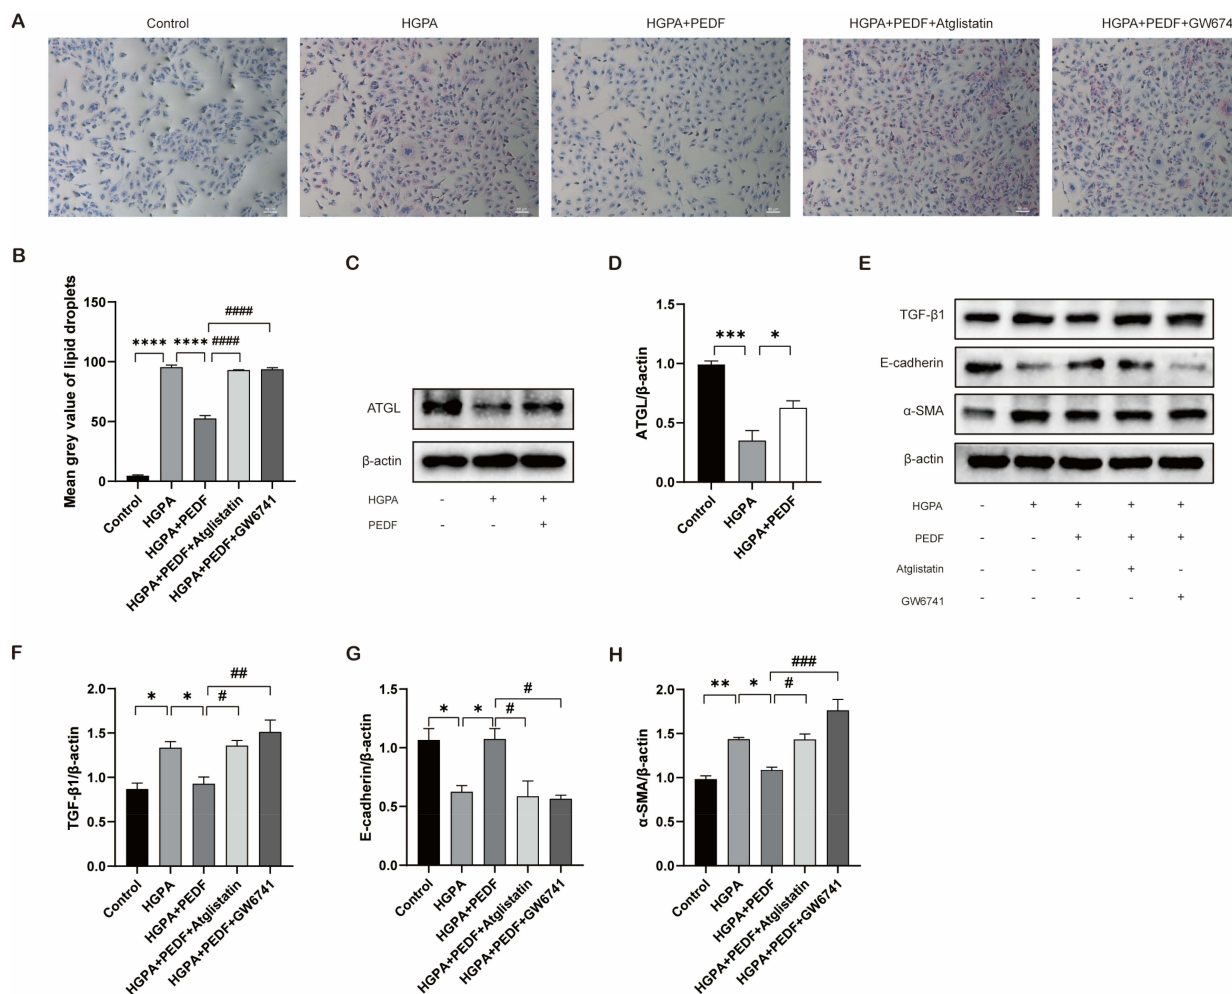 A
Control
HGPA
HGPA+PEDF
HGPA+PEDF+Atglistatin
HGPA+PEDF+GW674
B
Mean grey value of lipid droplets
150
100
50
0
**** **** #### ####
Control
HGPA
HGPA+PEDF
HGPA+PEDF+Atglistatin
HGPA+PEDF+GW6741
C
ATGL
β-actin
HGPA - + +
PEDF - - +
D
ATGL/β-actin
1.5
1.0
0.5
0.0
*** *
Control
HGPA
HGPA+PEDF
E
TGF-β1
E-cadherin
α-SMA
β-actin
HGPA - + + + +
PEDF - - + + +
Atglistatin - - - + -
GW6741 - - - - +
F
TGF-β1/β-actin
2.0
1.5
1.0
0.5
0.0
* * # ##
Control
HGPA
HGPA+PEDF
HGPA+PEDF+Atglistatin
HGPA+PEDF+GW6741
G
E-cadherin/β-actin
1.5
1.0
0.5
0.0
* * # #
Control
HGPA
HGPA+PEDF
HGPA+PEDF+Atglistatin
HGPA+PEDF+GW6741
H
α-SMA/β-actin
2.0
1.5
1.0
0.5
0.0
** * # ###
Control
HGPA
HGPA+PEDF
HGPA+PEDF+Atglistatin
HGPA+PEDF+GW6741